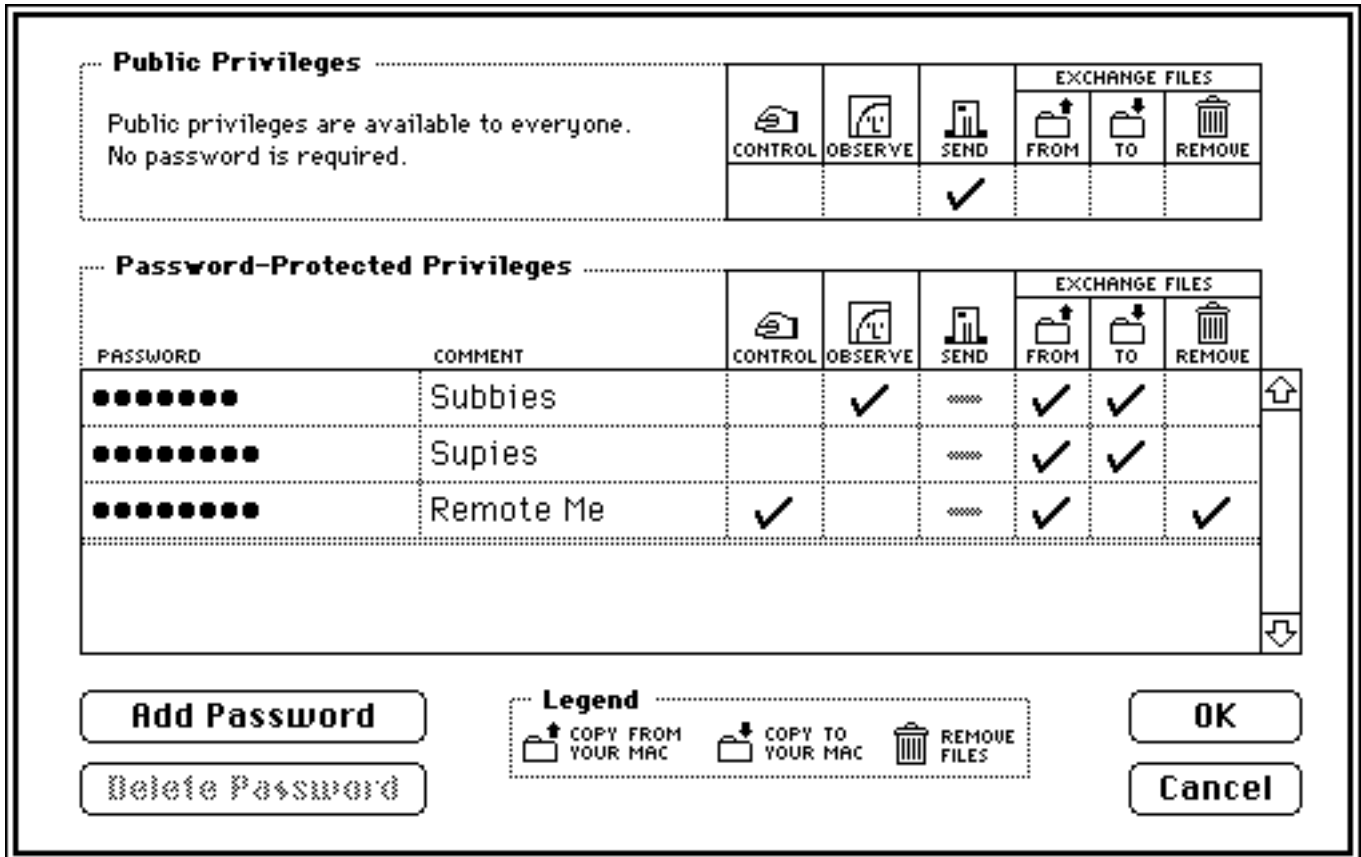 Public Privileges
Public privileges are available to everyone.
No password is required.
EXCHANGE FILES
CONTROL OBSERVE SEND FROM TO REMOVE
Password-Protected Privileges
EXCHANGE FILES
PASSWORD COMMENT CONTROL OBSERVE SEND FROM TO REMOVE
Subbies
Supies
Remote Me
Add Password
Delete Password
Legend
COPY FROM
YOUR MAC
COPY TO
YOUR MAC
REMOVE
FILES
OK
Cancel